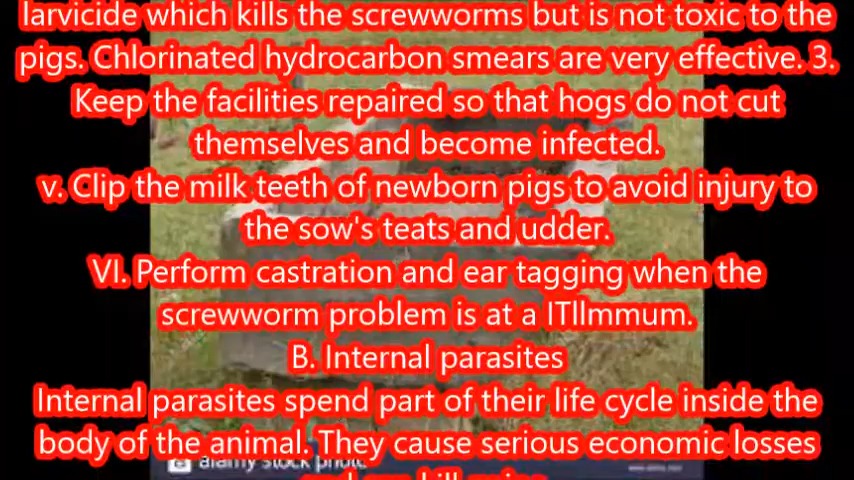 larvicide which kills the screwworms but is not toxic to the
pigs. Chlorinated hydrocarbon smears are very effective. 3.
Keep the facilities repaired so that hogs do not cut
themselves and become infected.
v. Clip the milk teeth of newborn pigs to avoid injury to
the sow's teats and udder.
VI. Perform castration and ear tagging when the
screwworm problem is at a ITIlmmum.
B. Internal parasites
Internal parasites spend part of their life cycle inside the
body of the animal. They cause serious economic losses
alamy stock photo